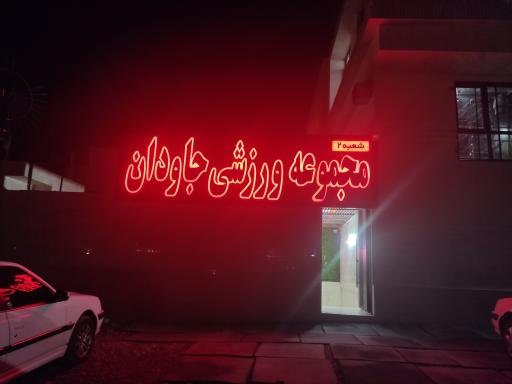 شعبه ۲
مجموعه ورزشی جاودان